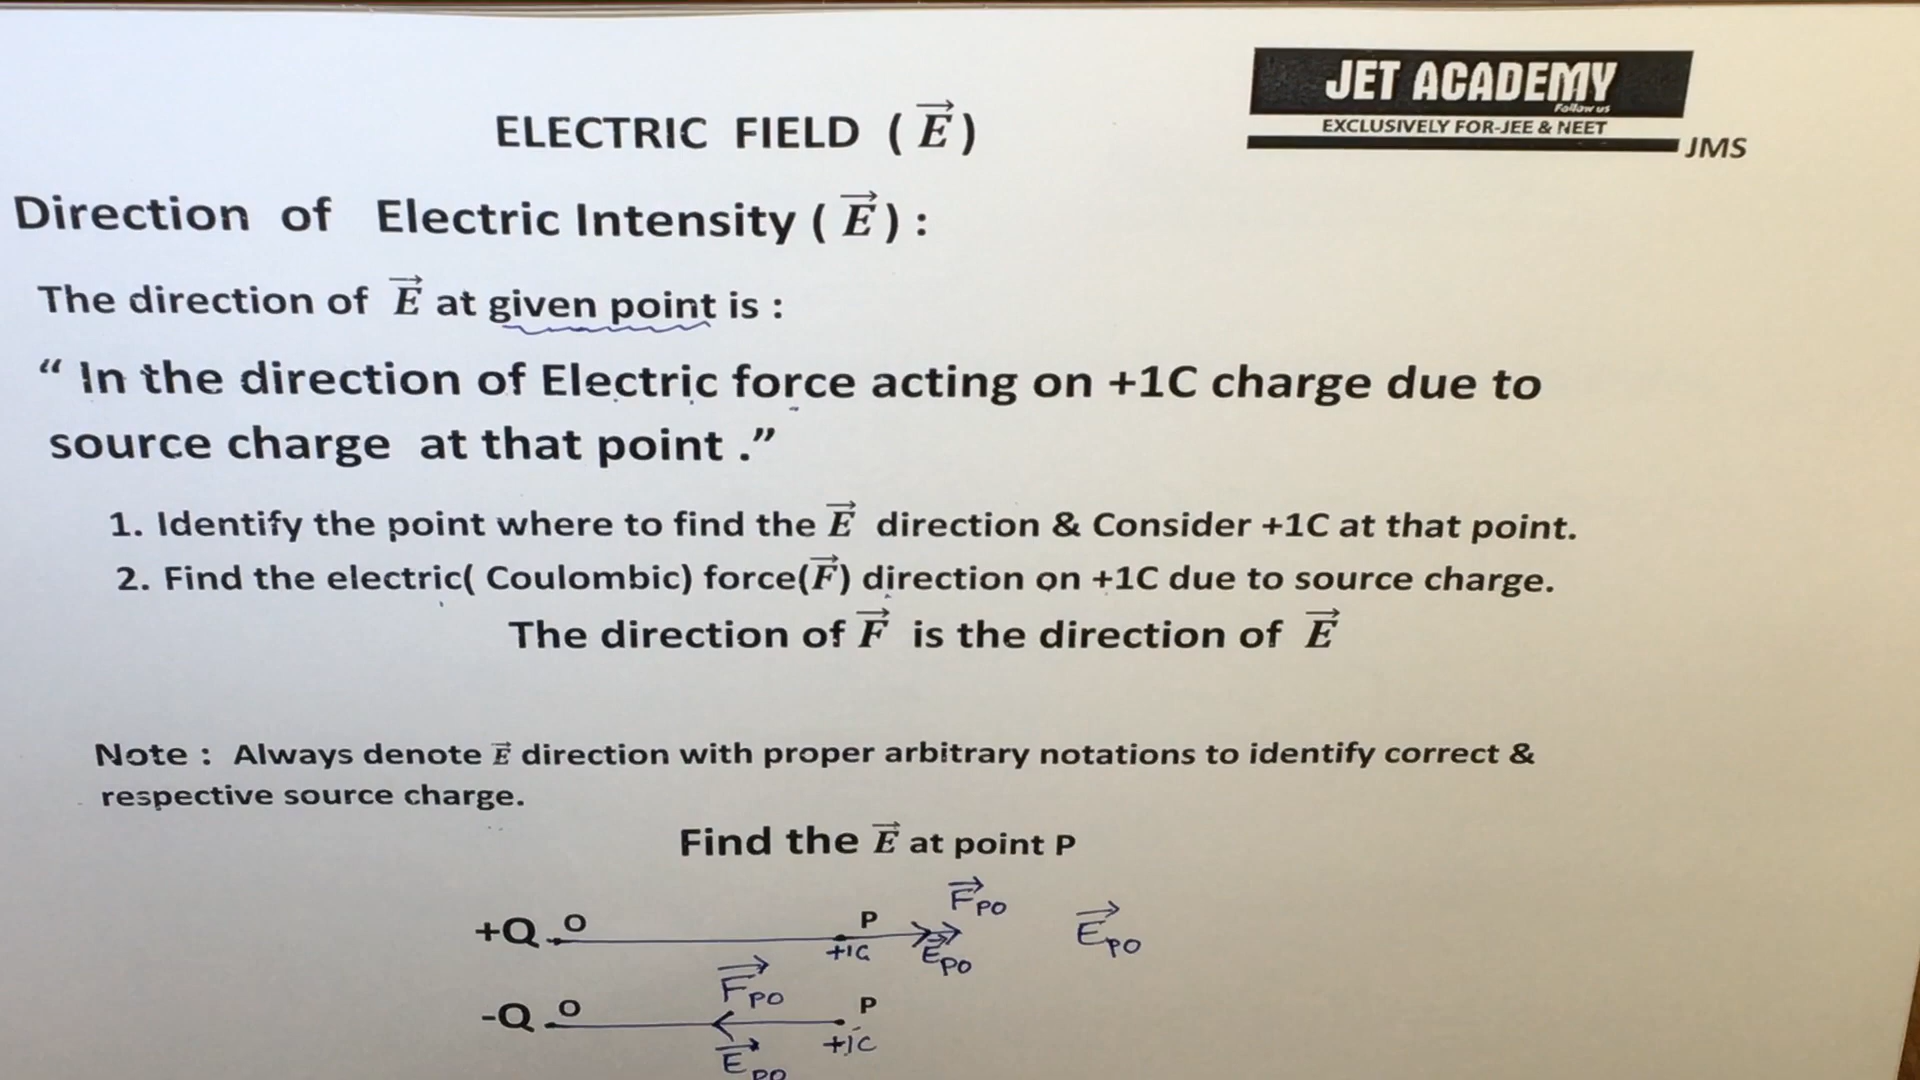 JET ACADEMY
Follow us
EXCLUSIVELY FOR-JEE & NEET
JMS
ELECTRIC FIELD ( E⃗ )
Direction of Electric Intensity ( E⃗ ) :
The direction of E⃗ at given point is :
“ In the direction of Electric force acting on +1C charge due to
source charge at that point .”
1. Identify the point where to find the E⃗ direction & Consider +1C at that point.
2. Find the electric( Coulombic) force(F⃗) direction on +1C due to source charge.
The direction of F⃗ is the direction of E⃗
Note : Always denote E⃗ direction with proper arbitrary notations to identify correct &
respective source charge.
Find the E⃗ at point P
+Q O P F⃗PO E⃗PO
+1C E⃗PO
F⃗PO
-Q O P
+1C
E⃗PO